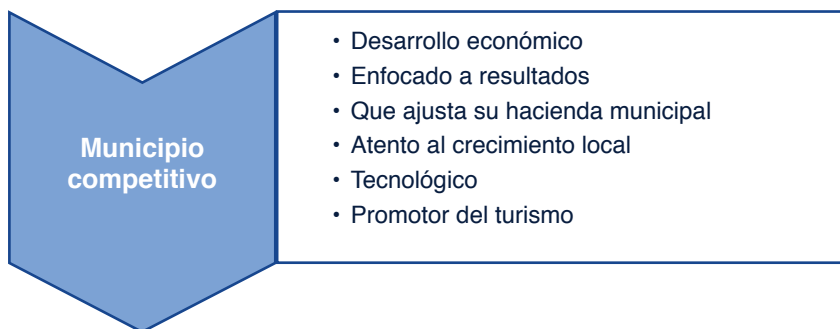 Municipio
competitivo
• Desarrollo económico
• Enfocado a resultados
• Que ajusta su hacienda municipal
• Atento al crecimiento local
• Tecnológico
• Promotor del turismo